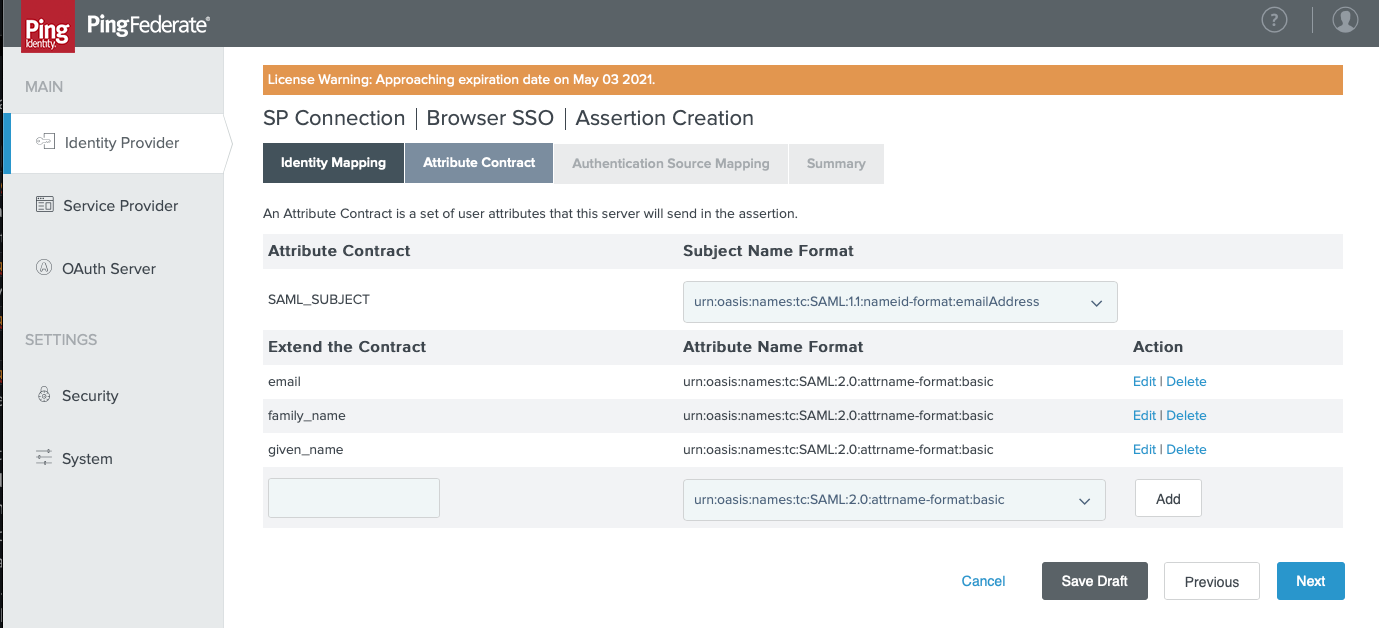 Ping
Identity.
PingFederate®
?
MAIN
Identity Provider
Service Provider
OAuth Server
SETTINGS
Security
System
License Warning: Approaching expiration date on May 03 2021.
SP Connection | Browser SSO | Assertion Creation
Identity Mapping Attribute Contract Authentication Source Mapping Summary
An Attribute Contract is a set of user attributes that this server will send in the assertion.
Attribute Contract Subject Name Format
SAML_SUBJECT urn:oasis:names:tc:SAML:1.1:nameid-format:emailAddress
Extend the Contract Attribute Name Format Action
email urn:oasis:names:tc:SAML:2.0:attrname-format:basic Edit | Delete
family_name urn:oasis:names:tc:SAML:2.0:attrname-format:basic Edit | Delete
given_name urn:oasis:names:tc:SAML:2.0:attrname-format:basic Edit | Delete
urn:oasis:names:tc:SAML:2.0:attrname-format:basic Add
Cancel Save Draft Previous Next